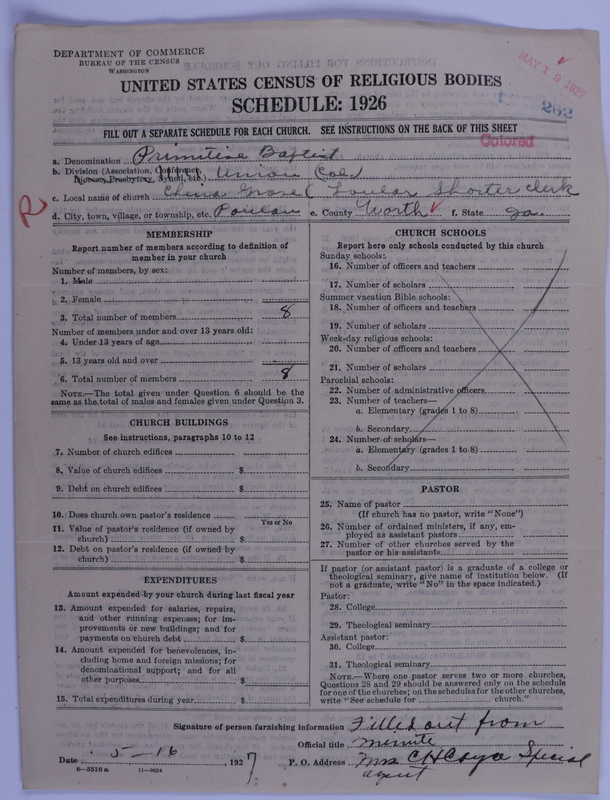 DEPARTMENT OF COMMERCE
BUREAU OF THE CENSUS
WASHINGTON
MAY 19 1927
UNITED STATES CENSUS OF RELIGIOUS BODIES
SCHEDULE: 1926
262
FILL OUT A SEPARATE SCHEDULE FOR EACH CHURCH. SEE INSTRUCTIONS ON THE BACK OF THIS SHEET
Colored
a. Denomination Primitive Baptist
b. Division (Association, Conference, Diocese, Presbytery, Synod, etc.) Union (Col)
c. Local name of church China Grove ( Shorter clerk
d. City, town, village, or township, etc. Poulan e. County Worth f. State Ga.
R
MEMBERSHIP
Report number of members according to definition of
member in your church
Number of members, by sex:
1. Male
2. Female
3. Total number of members 8
Number of members under and over 13 years old:
4. Under 13 years of age
5. 13 years old and over
6. Total number of members 8
NOTE.—The total given under Question 6 should be the
same as the total of males and females given under Question 3.
CHURCH BUILDINGS
See instructions, paragraphs 10 to 12
7. Number of church edifices
8. Value of church edifices $
9. Debt on church edifices $
10. Does church own pastor's residence
Yes or No
11. Value of pastor's residence (if owned by
church) $
12. Debt on pastor's residence (if owned by
church) $
EXPENDITURES
Amount expended by your church during last fiscal year
13. Amount expended for salaries, repairs,
and other running expenses; for im-
provements or new buildings; and for
payments on church debt $
14. Amount expended for benevolences, in-
cluding home and foreign missions; for
denominational support; and for all
other purposes $
15. Total expenditures during year $
CHURCH SCHOOLS
Report here only schools conducted by this church
Sunday schools:
16. Number of officers and teachers
17. Number of scholars
Summer vacation Bible schools:
18. Number of officers and teachers
19. Number of scholars
Week-day religious schools:
20. Number of officers and teachers
21. Number of scholars
Parochial schools:
22. Number of administrative officers
23. Number of teachers—
a. Elementary (grades 1 to 8)
b. Secondary
24. Number of scholars—
a. Elementary (grades 1 to 8)
b. Secondary
PASTOR
25. Name of pastor
(If church has no pastor, write "None")
26. Number of ordained ministers, if any, em-
ployed as assistant pastors
27. Number of other churches served by the
pastor or his assistants
If pastor (or assistant pastor) is a graduate of a college or
theological seminary, give name of institution below. (If
not a graduate, write "No" in the space indicated.)
Pastor:
28. College
29. Theological seminary
Assistant pastor:
30. College
31. Theological seminary
NOTE.—Where one pastor serves two or more churches,
Questions 28 and 29 should be answered only on the schedule
for one of the churches; on the schedules for the other churches,
write "See schedule for church."
Signature of person furnishing information Filled out from
Official title minute
Date 5-16, 1927 P. O. Address Mrs C H Special
agent
8—5518 a 11—9034